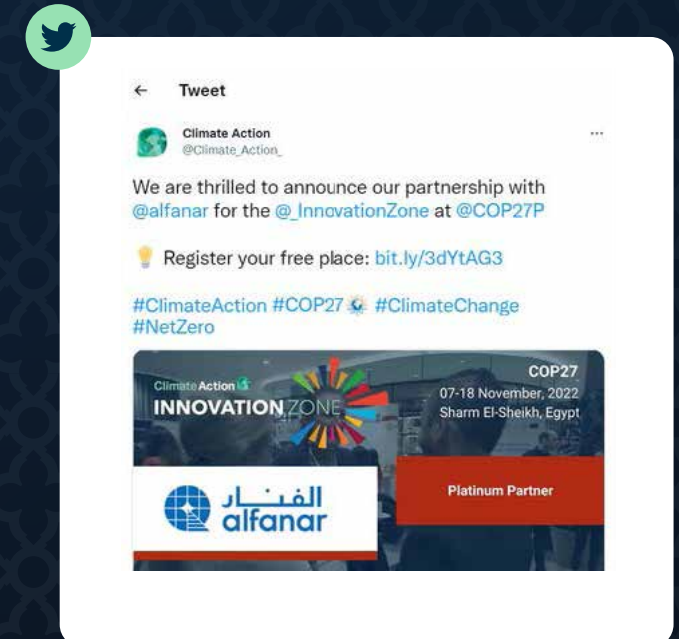 ← Tweet
Climate Action
@Climate_Action_
We are thrilled to announce our partnership with
@alfanar for the @_InnovationZone at @COP27P
Register your free place: bit.ly/3dYtAG3
#ClimateAction #COP27 #ClimateChange
#NetZero
Climate Action
INNOVATION ZONE
COP27
07-18 November, 2022
Sharm El-Sheikh, Egypt
الفنار
alfanar
Platinum Partner